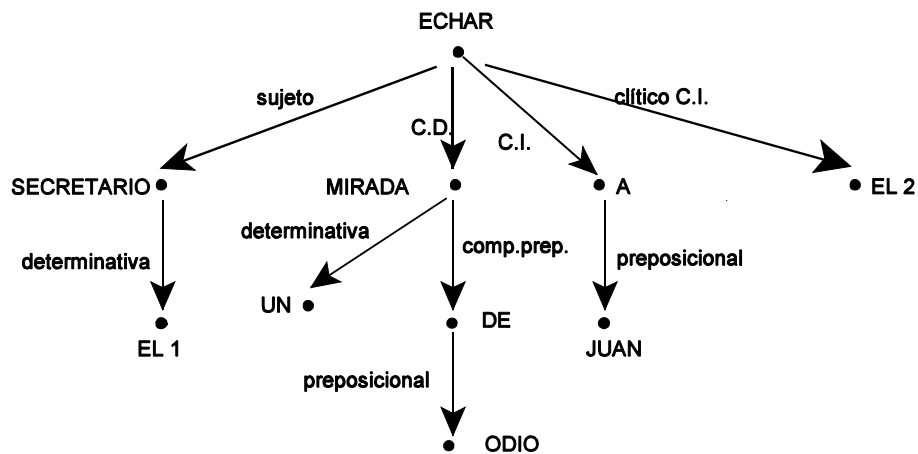 ECHAR
sujeto
clítico C.I.
C.D.
C.I.
SECRETARIO
MIRADA
A
EL 2
determinativa
determinativa
comp.prep.
preposicional
UN
DE
EL 1
JUAN
preposicional
ODIO